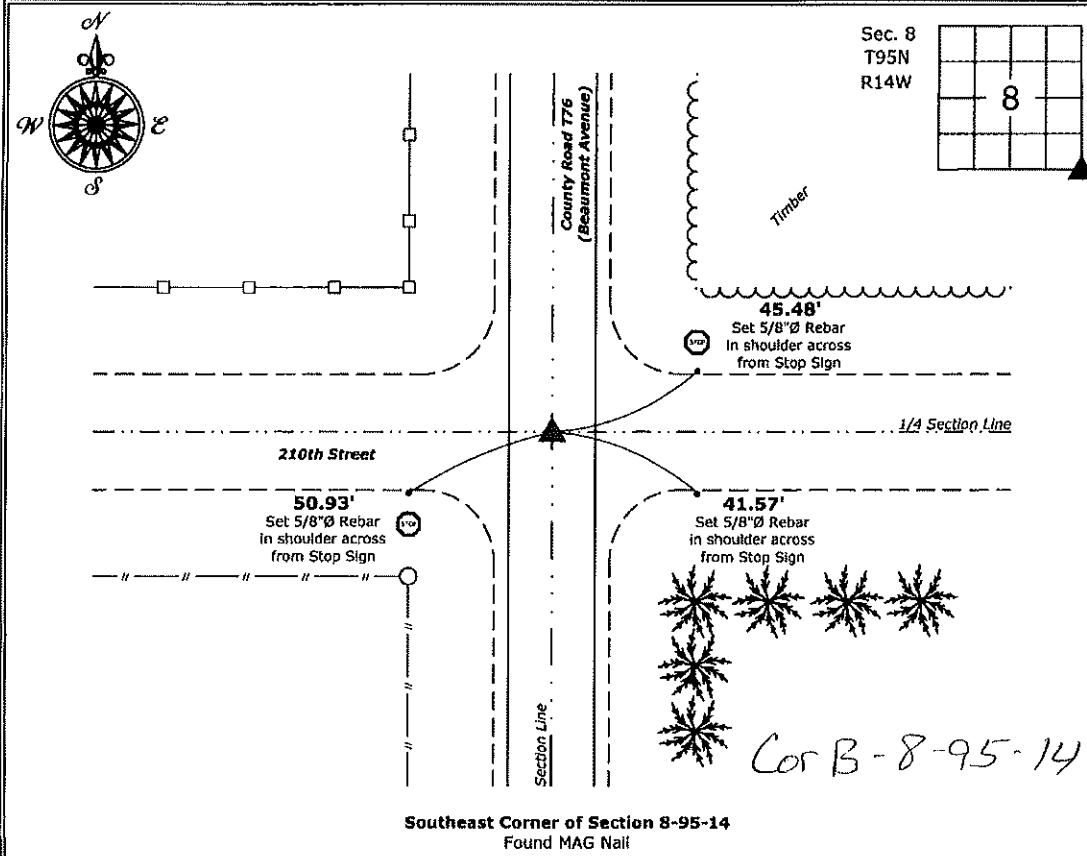 N
W
E
S
Sec. 8
T95N
R14W
8
County Road T76
(Beaumont Avenue)
Timber
45.48'
Set 5/8"Ø Rebar
in shoulder across
from Stop Sign
STOP
1/4 Section Line
210th Street
50.93'
Set 5/8"Ø Rebar
in shoulder across
from Stop Sign
STOP
41.57'
Set 5/8"Ø Rebar
in shoulder across
from Stop Sign
Section Line
Cor B-8-95-14
Southeast Corner of Section 8-95-14
Found MAG Nail